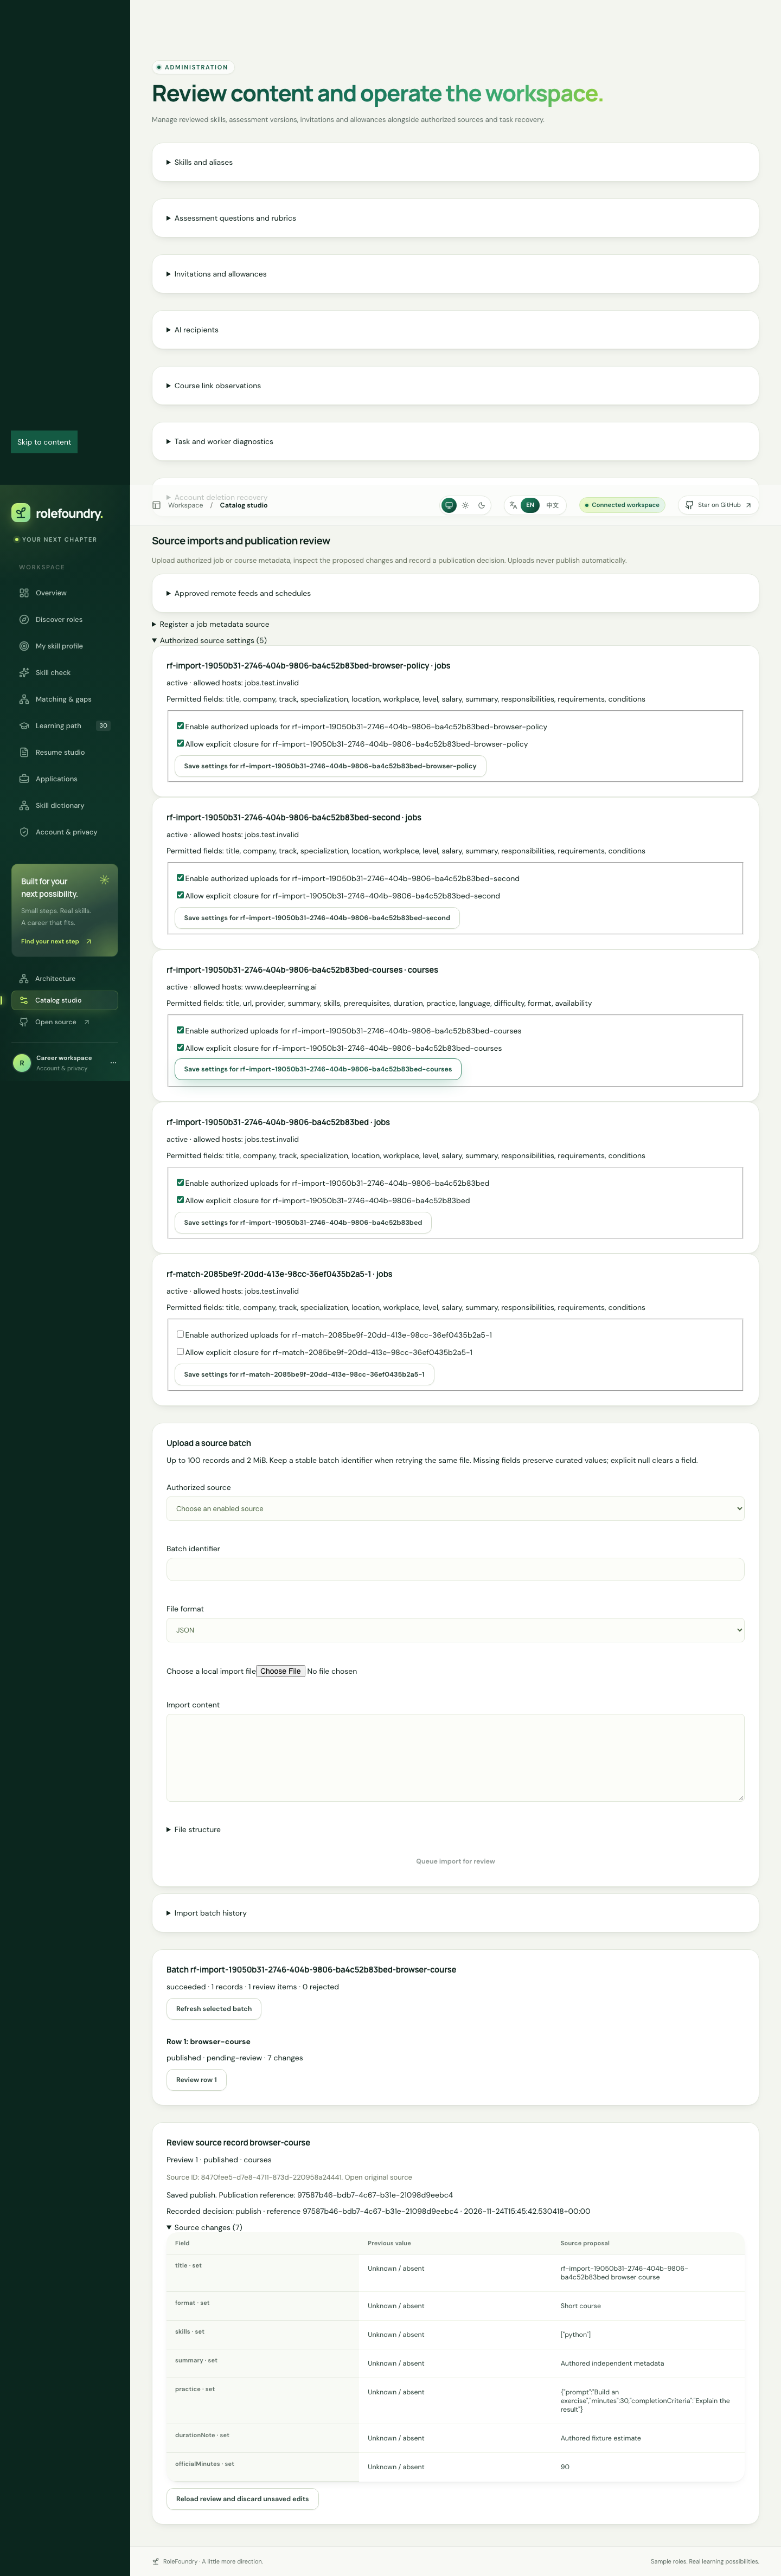 Skip to content
rolefoundry.
YOUR NEXT CHAPTER
WORKSPACE
Overview
Discover roles
My skill profile
Skill check
Matching & gaps
Learning path 30
Resume studio
Applications
Skill dictionary
Account & privacy
Built for your
next possibility.
Small steps. Real skills.
A career that fits.
Find your next step
Architecture
Catalog studio
Open source
R
Career workspace
Account & privacy
ADMINISTRATION
Review content and operate the workspace.
Manage reviewed skills, assessment versions, invitations and allowances alongside authorized sources and task recovery.
Skills and aliases
Assessment questions and rubrics
Invitations and allowances
AI recipients
Course link observations
Task and worker diagnostics
Account deletion recovery
Workspace / Catalog studio EN 中文 Connected workspace Star on GitHub
Source imports and publication review
Upload authorized job or course metadata, inspect the proposed changes and record a publication decision. Uploads never publish automatically.
Approved remote feeds and schedules
Register a job metadata source
Authorized source settings (5)
rf-import-19050b31-2746-404b-9806-ba4c52b83bed-browser-policy · jobs
active · allowed hosts: jobs.test.invalid
Permitted fields: title, company, track, specialization, location, workplace, level, salary, summary, responsibilities, requirements, conditions
Enable authorized uploads for rf-import-19050b31-2746-404b-9806-ba4c52b83bed-browser-policy
Allow explicit closure for rf-import-19050b31-2746-404b-9806-ba4c52b83bed-browser-policy
Save settings for rf-import-19050b31-2746-404b-9806-ba4c52b83bed-browser-policy
rf-import-19050b31-2746-404b-9806-ba4c52b83bed-second · jobs
active · allowed hosts: jobs.test.invalid
Permitted fields: title, company, track, specialization, location, workplace, level, salary, summary, responsibilities, requirements, conditions
Enable authorized uploads for rf-import-19050b31-2746-404b-9806-ba4c52b83bed-second
Allow explicit closure for rf-import-19050b31-2746-404b-9806-ba4c52b83bed-second
Save settings for rf-import-19050b31-2746-404b-9806-ba4c52b83bed-second
rf-import-19050b31-2746-404b-9806-ba4c52b83bed-courses · courses
active · allowed hosts: www.deeplearning.ai
Permitted fields: title, url, provider, summary, skills, prerequisites, duration, practice, language, difficulty, format, availability
Enable authorized uploads for rf-import-19050b31-2746-404b-9806-ba4c52b83bed-courses
Allow explicit closure for rf-import-19050b31-2746-404b-9806-ba4c52b83bed-courses
Save settings for rf-import-19050b31-2746-404b-9806-ba4c52b83bed-courses
rf-import-19050b31-2746-404b-9806-ba4c52b83bed · jobs
active · allowed hosts: jobs.test.invalid
Permitted fields: title, company, track, specialization, location, workplace, level, salary, summary, responsibilities, requirements, conditions
Enable authorized uploads for rf-import-19050b31-2746-404b-9806-ba4c52b83bed
Allow explicit closure for rf-import-19050b31-2746-404b-9806-ba4c52b83bed
Save settings for rf-import-19050b31-2746-404b-9806-ba4c52b83bed
rf-match-2085be9f-20dd-413e-98cc-36ef0435b2a5-1 · jobs
active · allowed hosts: jobs.test.invalid
Permitted fields: title, company, track, specialization, location, workplace, level, salary, summary, responsibilities, requirements, conditions
Enable authorized uploads for rf-match-2085be9f-20dd-413e-98cc-36ef0435b2a5-1
Allow explicit closure for rf-match-2085be9f-20dd-413e-98cc-36ef0435b2a5-1
Save settings for rf-match-2085be9f-20dd-413e-98cc-36ef0435b2a5-1
Upload a source batch
Up to 100 records and 2 MiB. Keep a stable batch identifier when retrying the same file. Missing fields preserve curated values; explicit null clears a field.
Authorized source
Choose an enabled source
Batch identifier
File format
JSON
Choose a local import file Choose File No file chosen
Import content
File structure
Queue import for review
Import batch history
Batch rf-import-19050b31-2746-404b-9806-ba4c52b83bed-browser-course
succeeded · 1 records · 1 review items · 0 rejected
Refresh selected batch
Row 1: browser-course
published · pending-review · 7 changes
Review row 1
Review source record browser-course
Preview 1 · published · courses
Source ID: 8470fee5-d7e8-4711-873d-220958a24441. Open original source
Saved publish. Publication reference: 97587b46-bdb7-4c67-b31e-21098d9eebc4
Recorded decision: publish · reference 97587b46-bdb7-4c67-b31e-21098d9eebc4 · 2026-11-24T15:45:42.530418+00:00
Source changes (7)
Field Previous value Source proposal
title · set Unknown / absent rf-import-19050b31-2746-404b-9806-
ba4c52b83bed browser course
format · set Unknown / absent Short course
skills · set Unknown / absent ["python"]
summary · set Unknown / absent Authored independent metadata
practice · set Unknown / absent {"prompt":"Build an
exercise","minutes":30,"completionCriteria":"Explain the
result"}
durationNote · set Unknown / absent Authored fixture estimate
officialMinutes · set Unknown / absent 90
Reload review and discard unsaved edits
RoleFoundry · A little more direction. Sample roles. Real learning possibilities.